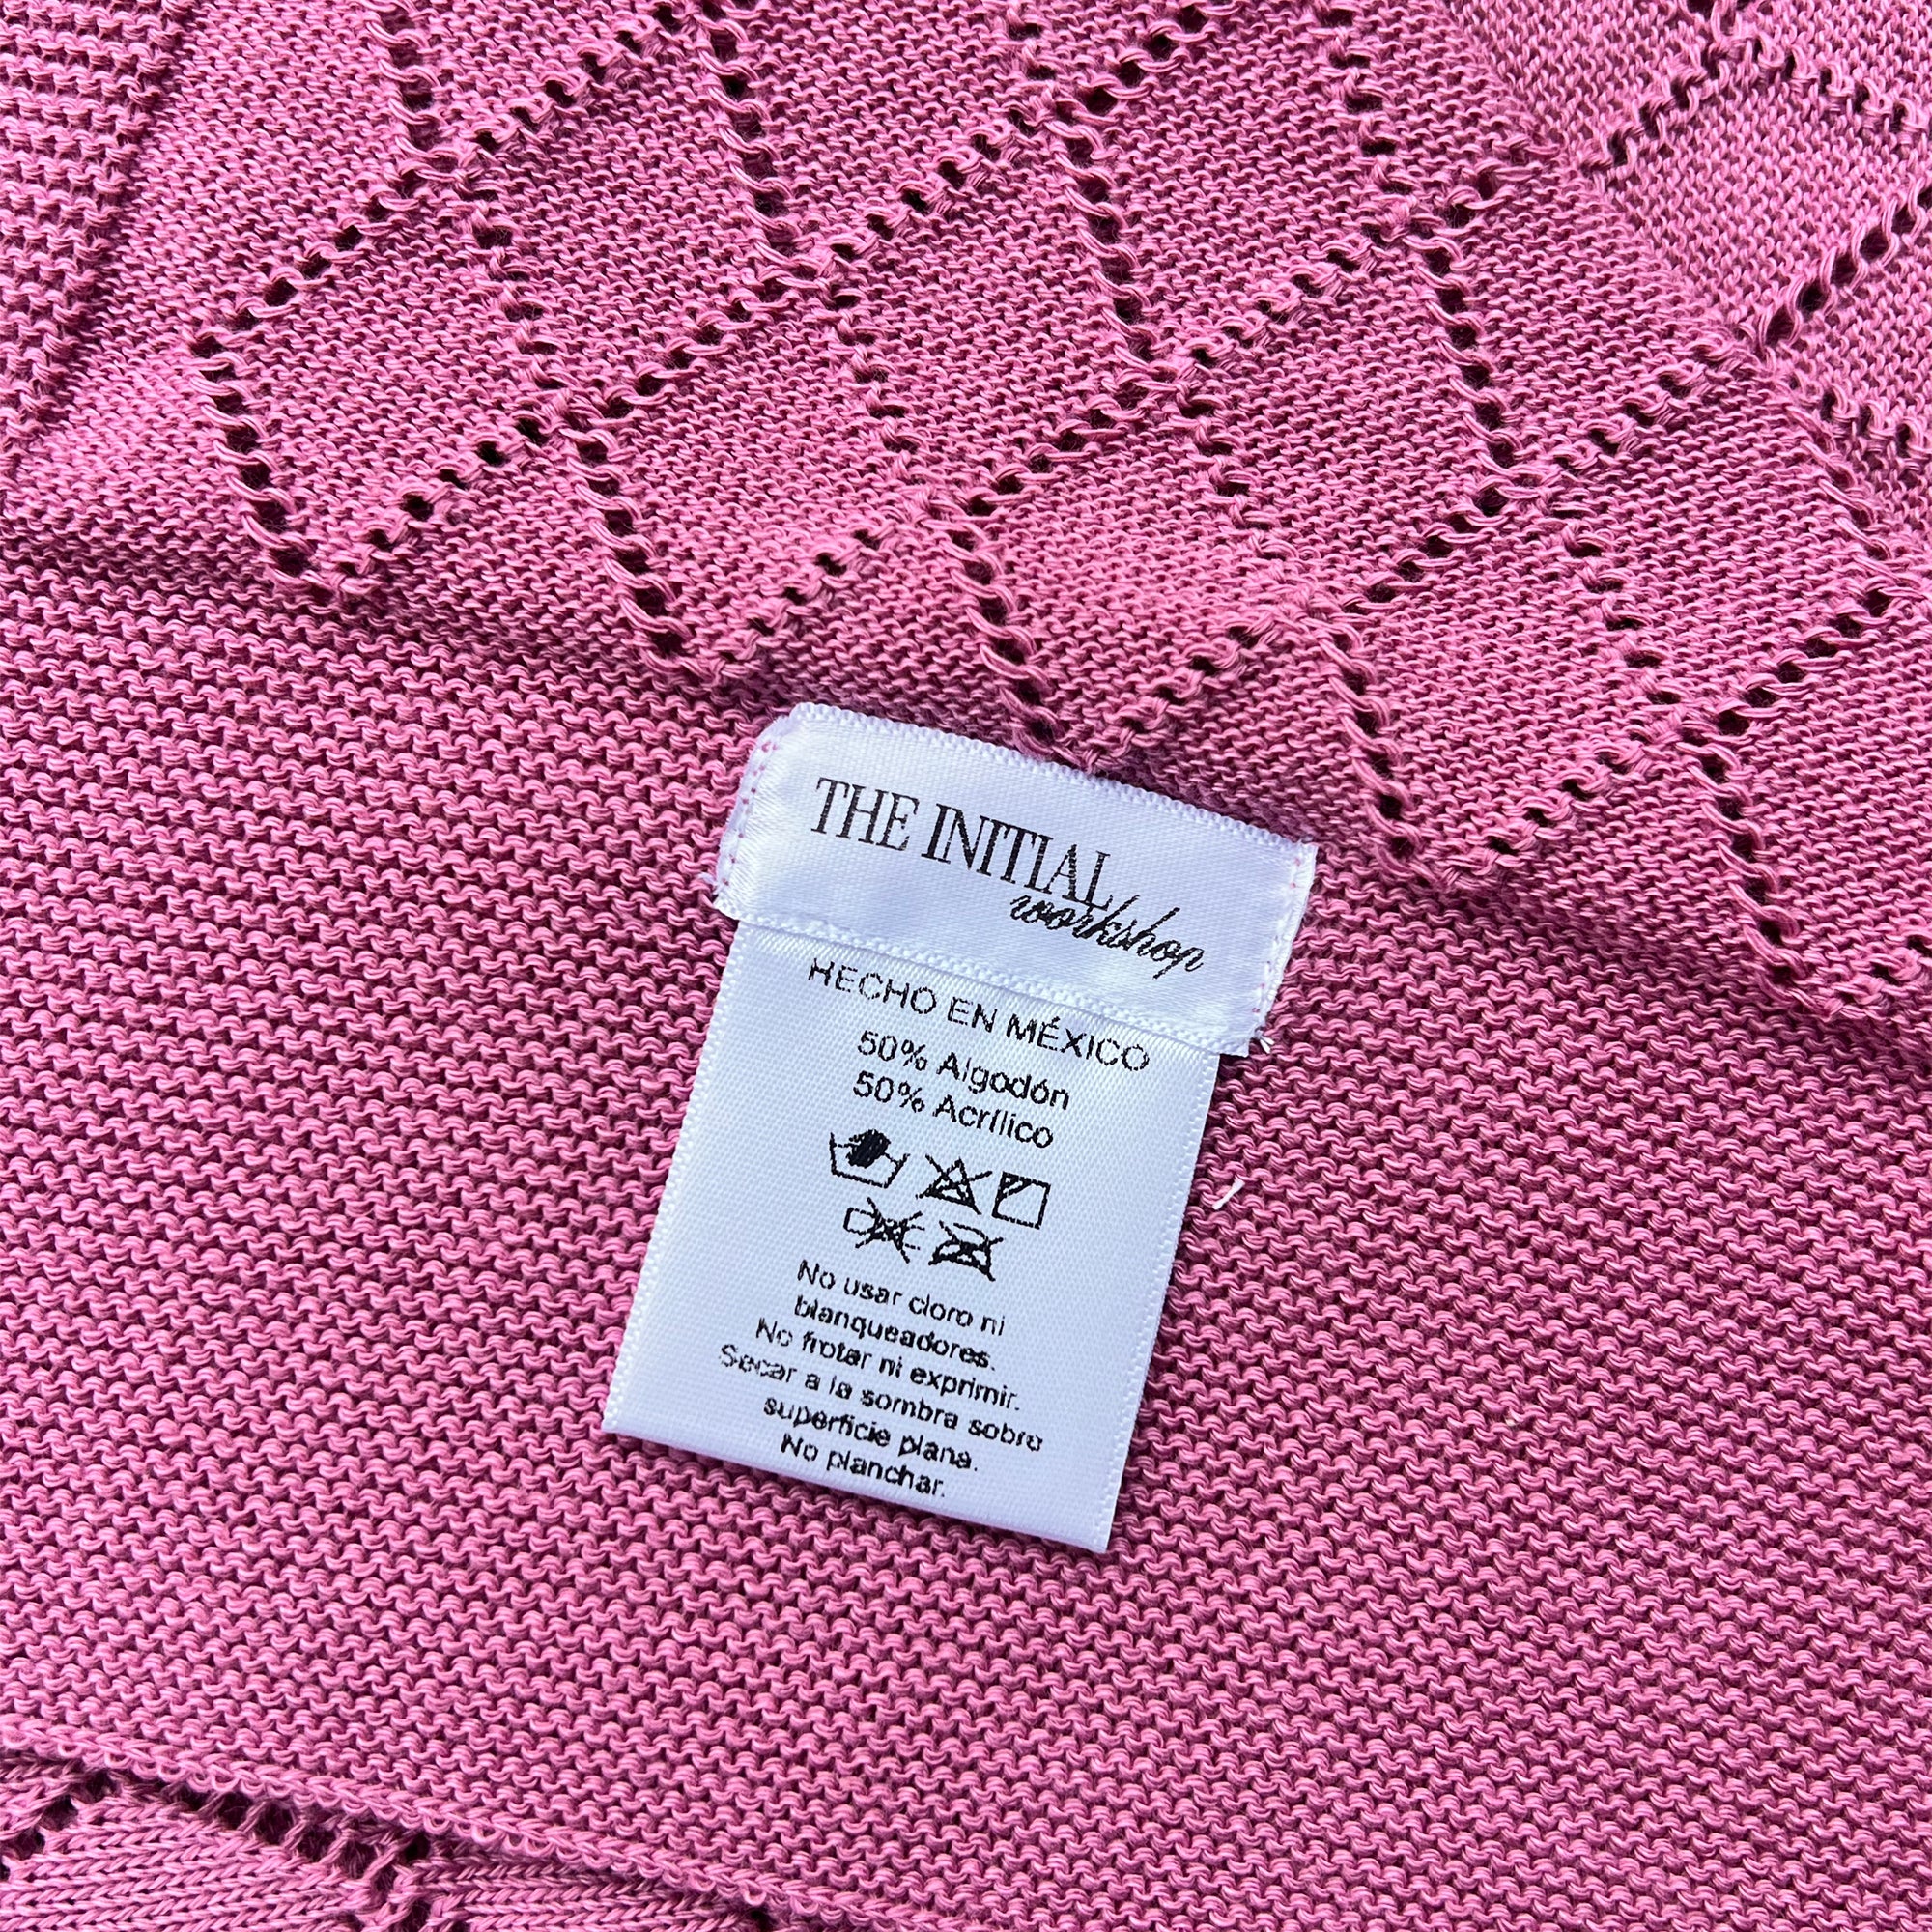 THE INITIAL
workshop
HECHO EN MÉXICO
50% Algodón
50% Acrílico
No usar cloro ni
blanqueadores.
No frotar ni exprimir.
Secar a la sombra sobre
superficie plana.
No planchar.